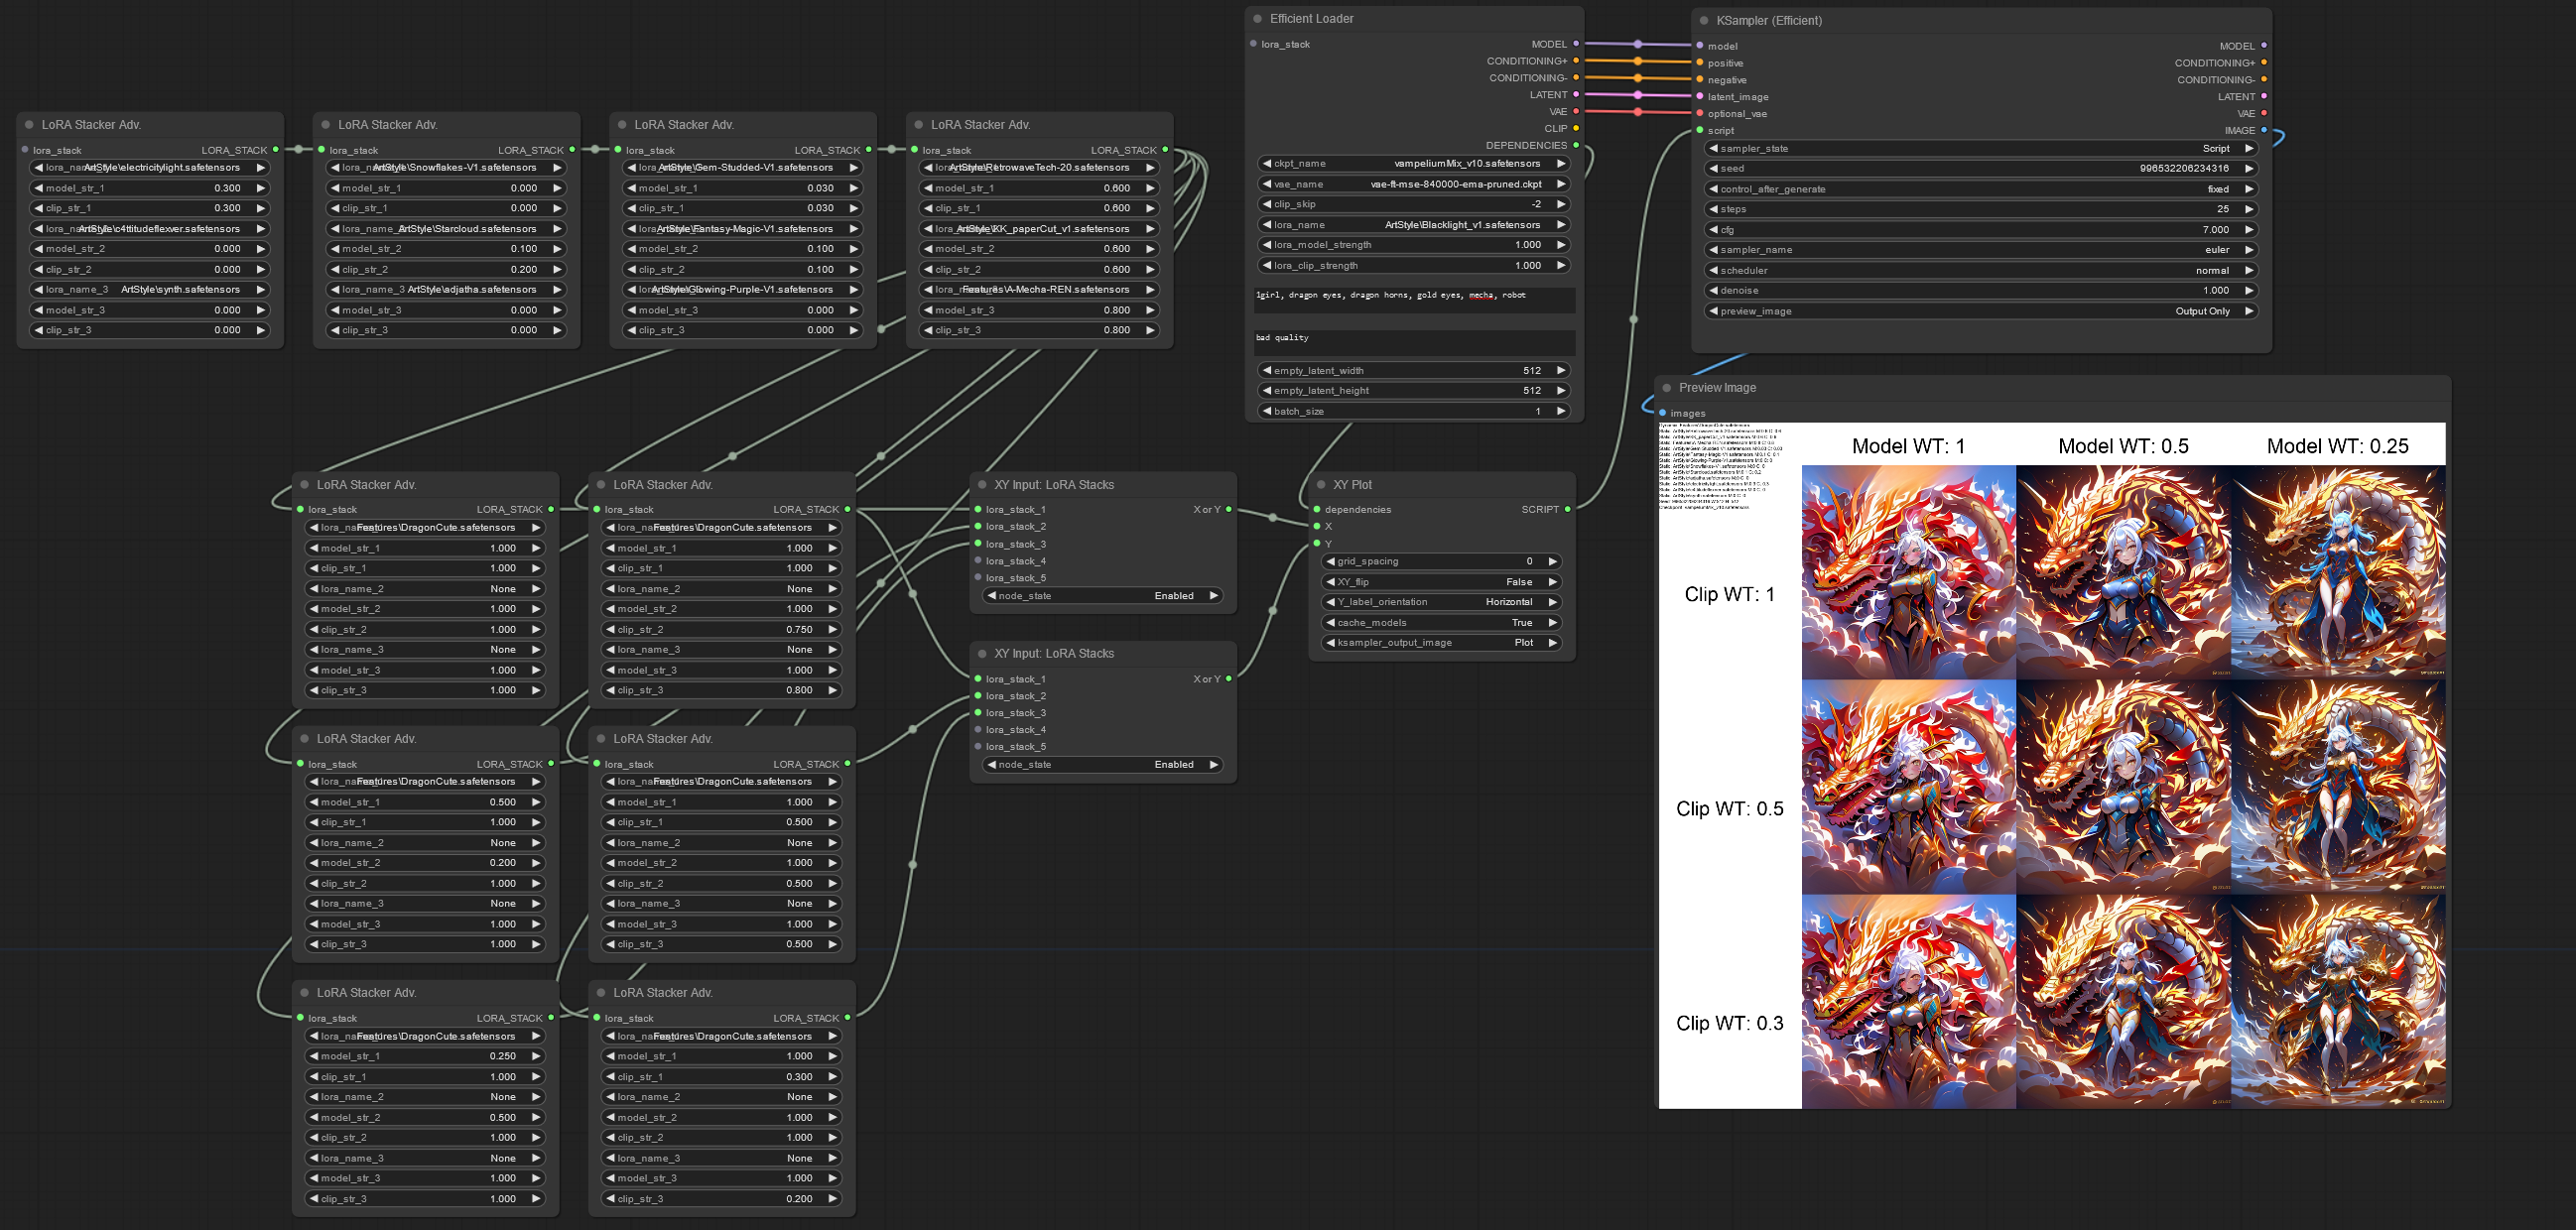 LoRA Stacker Adv.
lora_stack LORA_STACK
ArtStyle\electricitylight.safetensors
model_str_1 0.300
clip_str_1 0.300
ArtStyle\c4ttitudeflexver.safetensors
model_str_2 0.000
clip_str_2 0.000
lora_name_3 ArtStyle\synth.safetensors
model_str_3 0.000
clip_str_3 0.000
LoRA Stacker Adv.
lora_stack LORA_STACK
ArtStyle\Snowflakes-V1.safetensors
model_str_1 0.000
clip_str_1 0.000
lora_name_2 ArtStyle\Starcloud.safetensors
model_str_2 0.100
clip_str_2 0.200
lora_name_3 ArtStyle\adjatha.safetensors
model_str_3 0.000
clip_str_3 0.000
LoRA Stacker Adv.
lora_stack LORA_STACK
ArtStyle\Gem-Studded-V1.safetensors
model_str_1 0.030
clip_str_1 0.030
ArtStyle\Fantasy-Magic-V1.safetensors
model_str_2 0.100
clip_str_2 0.100
ArtStyle\Glowing-Purple-V1.safetensors
model_str_3 0.000
clip_str_3 0.000
LoRA Stacker Adv.
lora_stack LORA_STACK
ArtStyle\RetrowaveTech-20.safetensors
model_str_1 0.600
clip_str_1 0.600
ArtStyle\KK_paperCut_v1.safetensors
model_str_2 0.600
clip_str_2 0.600
Features\A-Mecha-REN.safetensors
model_str_3 0.800
clip_str_3 0.800
Efficient Loader
lora_stack MODEL
CONDITIONING+
CONDITIONING-
LATENT
VAE
CLIP
DEPENDENCIES
ckpt_name vampeliumMix_v10.safetensors
vae_name vae-ft-mse-840000-ema-pruned.ckpt
clip_skip -2
lora_name ArtStyle\Blacklight_v1.safetensors
lora_model_strength 1.000
lora_clip_strength 1.000
1girl, dragon eyes, dragon horns, gold eyes, mecha, robot
bad quality
empty_latent_width 512
empty_latent_height 512
batch_size 1
KSampler (Efficient)
model MODEL
positive CONDITIONING+
negative CONDITIONING-
latent_image LATENT
optional_vae VAE
script IMAGE
sampler_state Script
seed 996532206234316
control_after_generate fixed
steps 25
cfg 7.000
sampler_name euler
scheduler normal
denoise 1.000
preview_image Output Only
LoRA Stacker Adv.
lora_stack LORA_STACK
Features\DragonCute.safetensors
model_str_1 1.000
clip_str_1 1.000
lora_name_2 None
model_str_2 1.000
clip_str_2 1.000
lora_name_3 None
model_str_3 1.000
clip_str_3 1.000
LoRA Stacker Adv.
lora_stack LORA_STACK
Features\DragonCute.safetensors
model_str_1 1.000
clip_str_1 1.000
lora_name_2 None
model_str_2 1.000
clip_str_2 0.750
lora_name_3 None
model_str_3 1.000
clip_str_3 0.800
LoRA Stacker Adv.
lora_stack LORA_STACK
Features\DragonCute.safetensors
model_str_1 0.500
clip_str_1 1.000
lora_name_2 None
model_str_2 0.200
clip_str_2 1.000
lora_name_3 None
model_str_3 1.000
clip_str_3 1.000
LoRA Stacker Adv.
lora_stack LORA_STACK
Features\DragonCute.safetensors
model_str_1 1.000
clip_str_1 0.500
lora_name_2 None
model_str_2 1.000
clip_str_2 0.500
lora_name_3 None
model_str_3 1.000
clip_str_3 0.500
LoRA Stacker Adv.
lora_stack LORA_STACK
Features\DragonCute.safetensors
model_str_1 0.250
clip_str_1 1.000
lora_name_2 None
model_str_2 0.500
clip_str_2 1.000
lora_name_3 None
model_str_3 1.000
clip_str_3 1.000
LoRA Stacker Adv.
lora_stack LORA_STACK
Features\DragonCute.safetensors
model_str_1 1.000
clip_str_1 0.300
lora_name_2 None
model_str_2 1.000
clip_str_2 1.000
lora_name_3 None
model_str_3 1.000
clip_str_3 0.200
XY Input: LoRA Stacks
lora_stack_1 X or Y
lora_stack_2
lora_stack_3
lora_stack_4
lora_stack_5
node_state Enabled
XY Input: LoRA Stacks
lora_stack_1 X or Y
lora_stack_2
lora_stack_3
lora_stack_4
lora_stack_5
node_state Enabled
XY Plot
dependencies SCRIPT
X
Y
grid_spacing 0
XY_flip False
Y_label_orientation Horizontal
cache_models True
ksampler_output_image Plot
Preview Image
images
Model WT: 1 Model WT: 0.5 Model WT: 0.25
Clip WT: 1
Clip WT: 0.5
Clip WT: 0.3